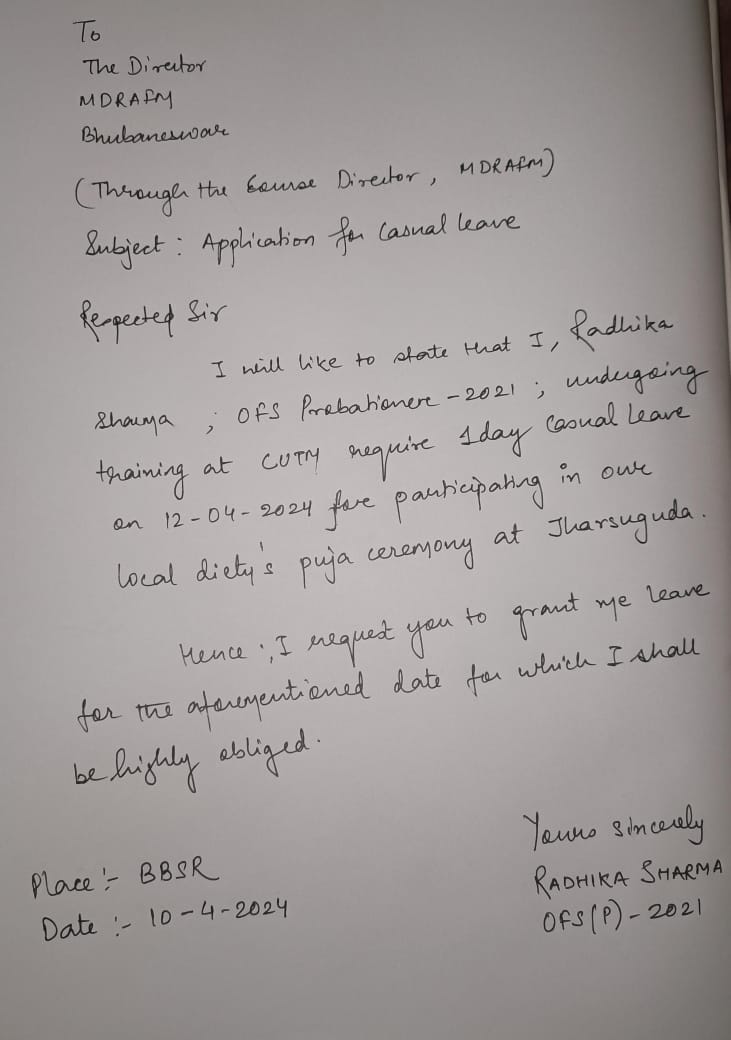 To
The Director
MDRAFM
Bhubaneswar
(Through the Course Director, MDRAFM)
Subject : Application for Casual leave
Respected Sir
I will like to state that I, Radhika
Sharma ; OFS Probationere - 2021 ; undergoing
training at CUTM require 1day Casual Leave
on 12-04-2024 fore participating in our
local diety's puja ceremony at Jharsuguda.
Hence :, I request you to grant me leave
for the aforementioned date for which I shall
be highly obliged.
Yours sincerely
Place :- BBSR
RADHIKA SHARMA
Date :- 10-4-2024
OFS(P) - 2021